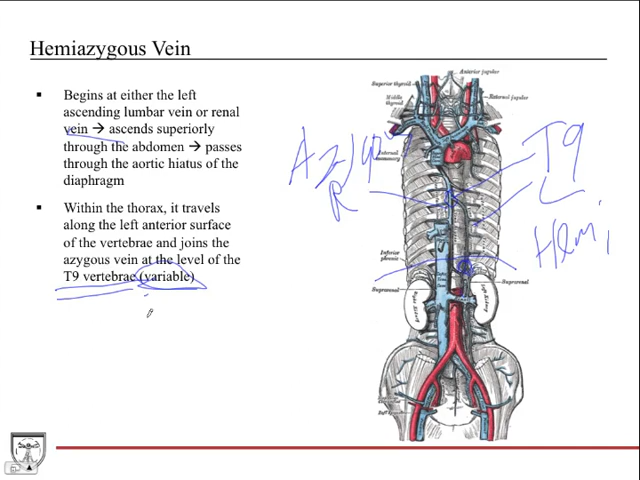 Hemiazygous Vein
▪ Begins at either the left
ascending lumbar vein or renal
vein → ascends superiorly
through the abdomen → passes
through the aortic hiatus of the
diaphragm
▪ Within the thorax, it travels
along the left anterior surface
of the vertebrae and joins the
azygous vein at the level of the
T9 vertebrae (variable)
Anterior jugular
Superior thyroid
Middle
thyroid
External jugular
Internal
mammary
Azygous
R
T9
L
Hemi
Inferior
phrenic
Suprarenal
Suprarenal
Right Kidney
Left Kidney